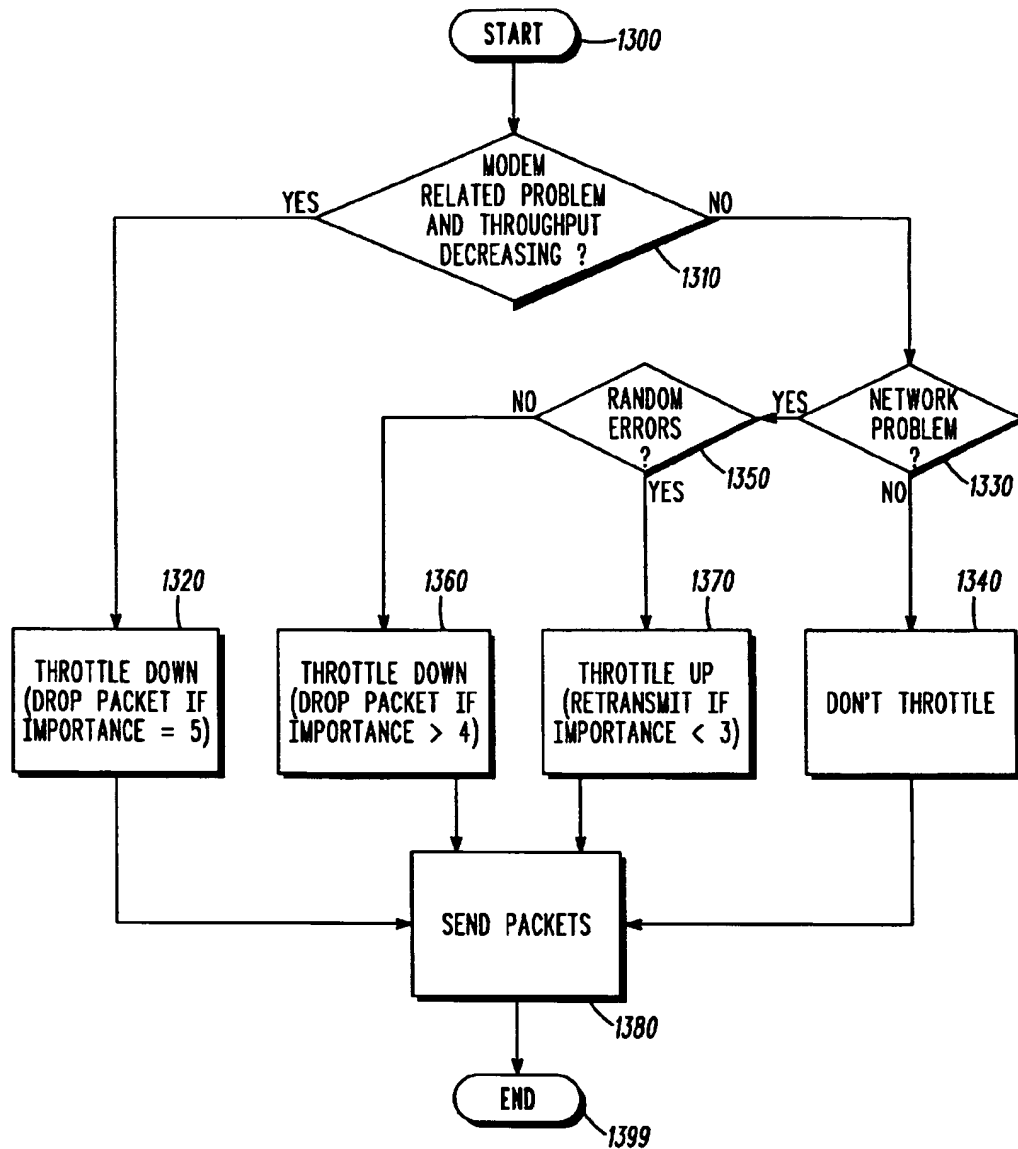 START
1300
MODEM
RELATED PROBLEM
AND THROUGHPUT
DECREASING ?
YES
NO
1310
NO
RANDOM
ERRORS
?
YES
NETWORK
PROBLEM
?
1350
YES
NO
1330
1320
1360
1370
1340
THROTTLE DOWN
(DROP PACKET IF
IMPORTANCE = 5)
THROTTLE DOWN
(DROP PACKET IF
IMPORTANCE > 4)
THROTTLE UP
(RETRANSMIT IF
IMPORTANCE < 3)
DON'T THROTTLE
SEND PACKETS
1380
END
1399